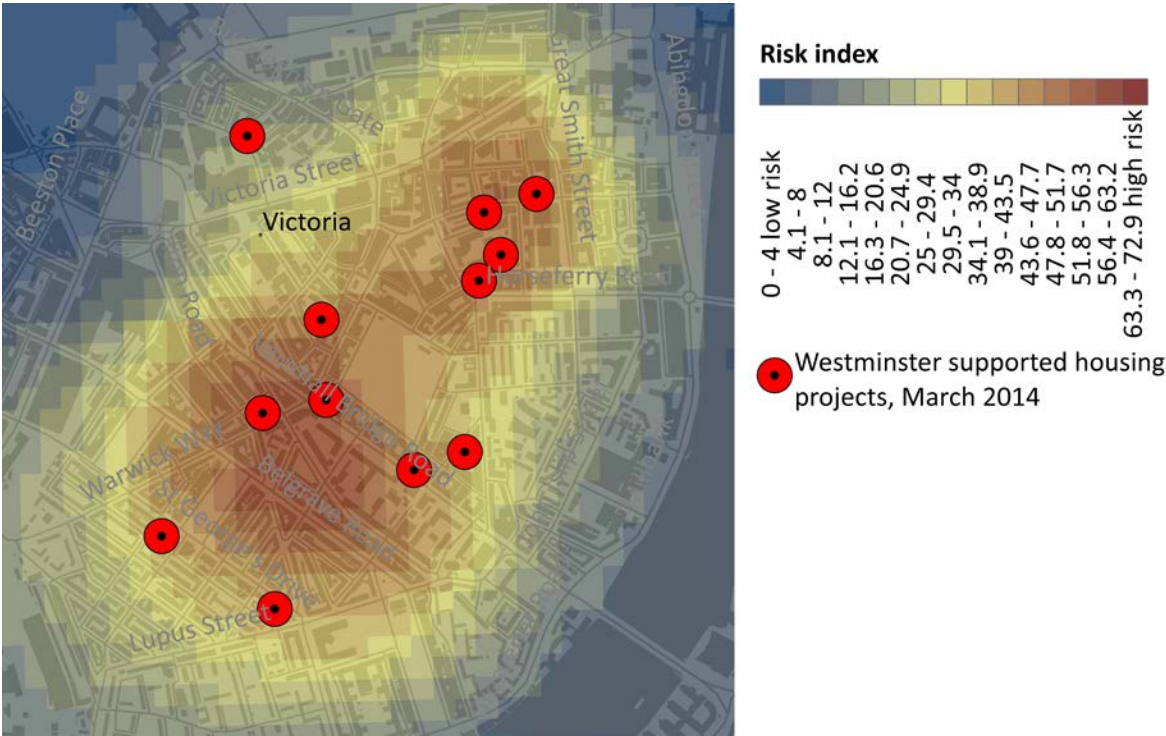 Great Smith Street
Abingdon
Gate
Beeston Place
Victoria Street
Victoria
Horseferry Road
Road
Vauxhall Bridge Road
Warwick Way
Belgrave Road
St George's Drive
Lupus Street
Risk index
0 - 4 low risk
4.1 - 8
8.1 - 12
12.1 - 16.2
16.3 - 20.6
20.7 - 24.9
25 - 29.4
29.5 - 34
34.1 - 38.9
39 - 43.5
43.6 - 47.7
47.8 - 51.7
51.8 - 56.3
56.4 - 63.2
63.3 - 72.9 high risk
Westminster supported housing
projects, March 2014